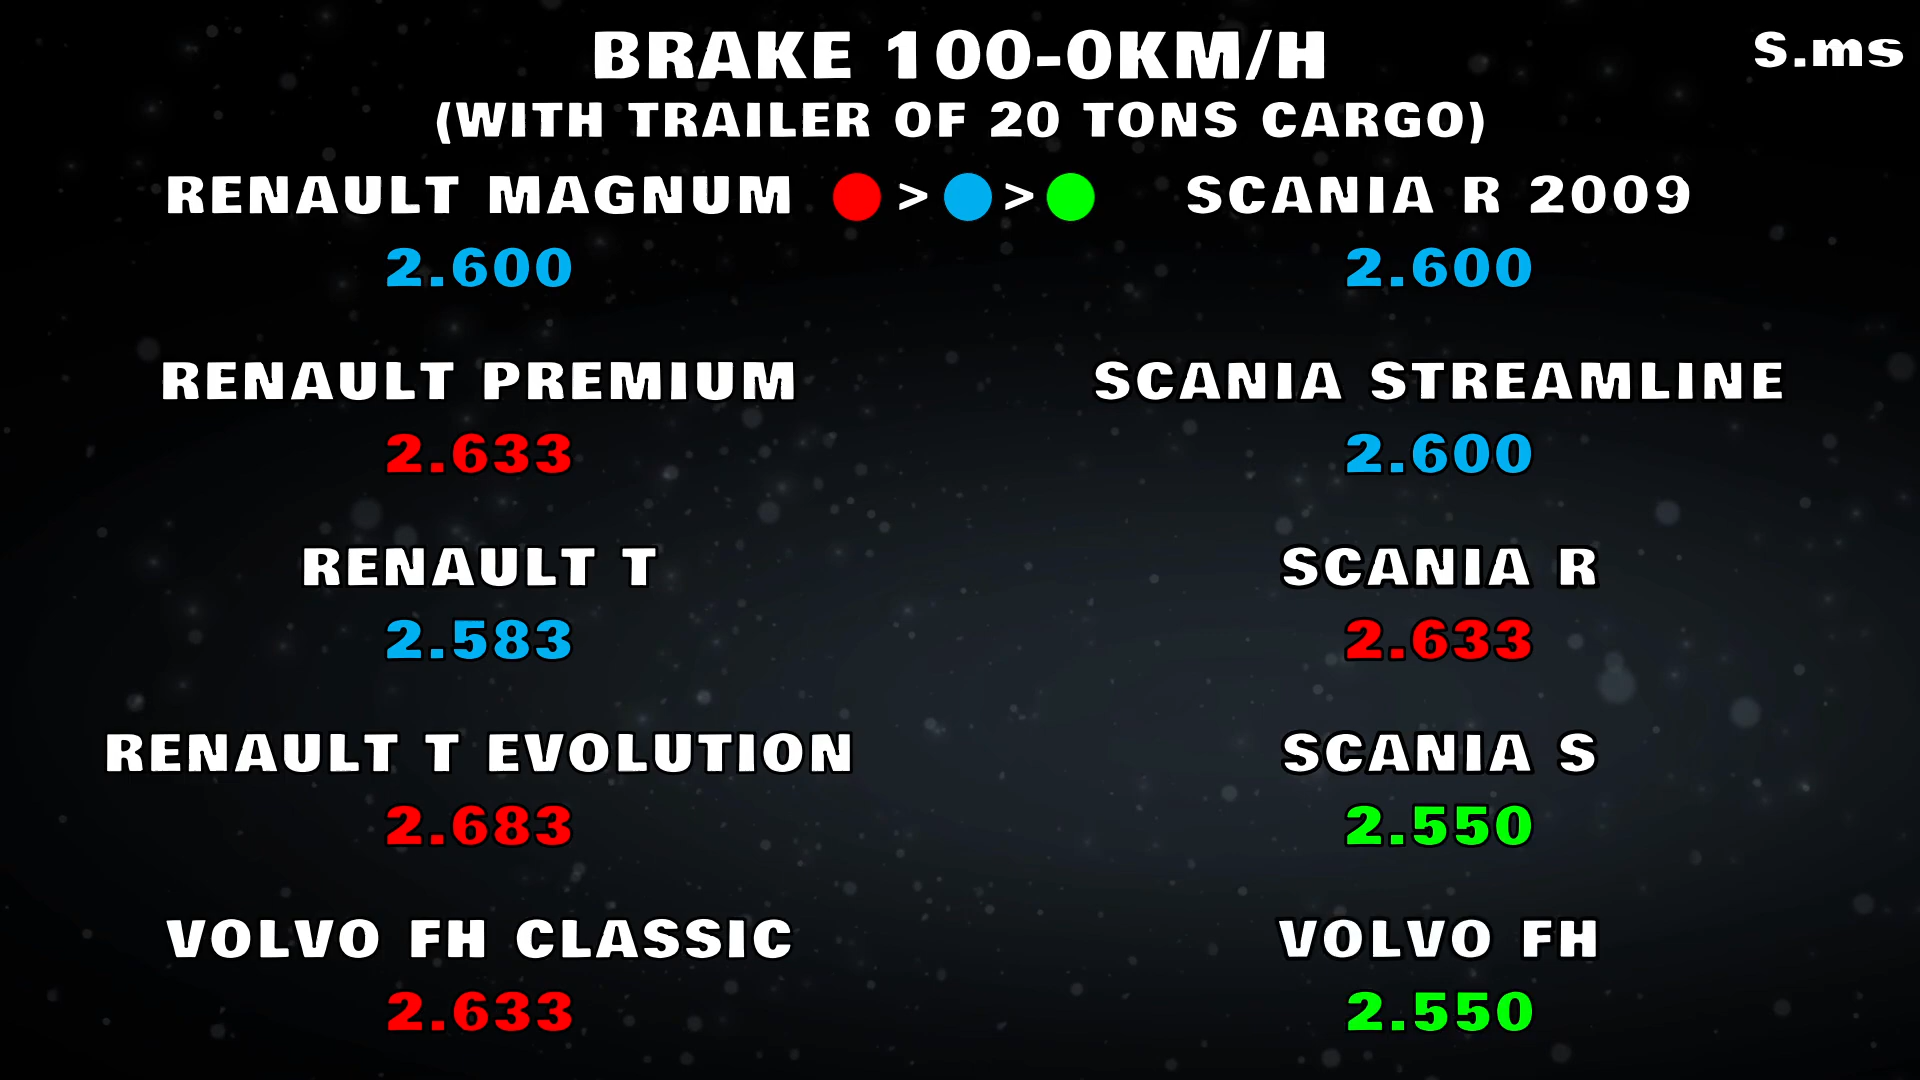 BRAKE 100-0KM/H
S.ms
(WITH TRAILER OF 20 TONS CARGO)
RENAULT MAGNUM > > SCANIA R 2009
2.600 2.600
RENAULT PREMIUM SCANIA STREAMLINE
2.633 2.600
RENAULT T SCANIA R
2.583 2.633
RENAULT T EVOLUTION SCANIA S
2.683 2.550
VOLVO FH CLASSIC VOLVO FH
2.633 2.550